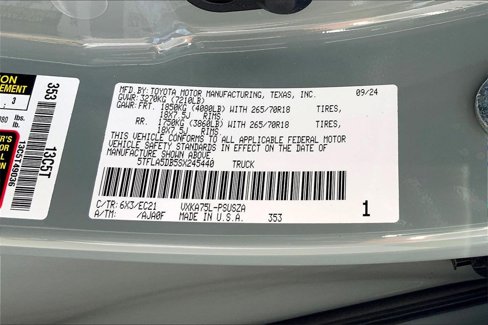 MFD.BY:TOYOTA MOTOR MANUFACTURING, TEXAS, INC. 09/24
GVWR:3270KG (7210LB)
GAWR:FRT. 1850KG (4080LB) WITH 265/70R18 TIRES,
18X7.5J RIMS
RR. 1750KG (3860LB) WITH 265/70R18 TIRES,
18X7.5J RIMS
THIS VEHICLE CONFORMS TO ALL APPLICABLE FEDERAL MOTOR
VEHICLE SAFETY STANDARDS IN EFFECT ON THE DATE OF
MANUFACTURE SHOWN ABOVE.
5TFLA5DB5SX245440 TRUCK
C/TR: 6X3/EC21 VXKA75L-PSUSZA
A/TM: /AJA0F MADE IN U.S.A. 353 1
353
13C5T
13C5T49036
lbs.